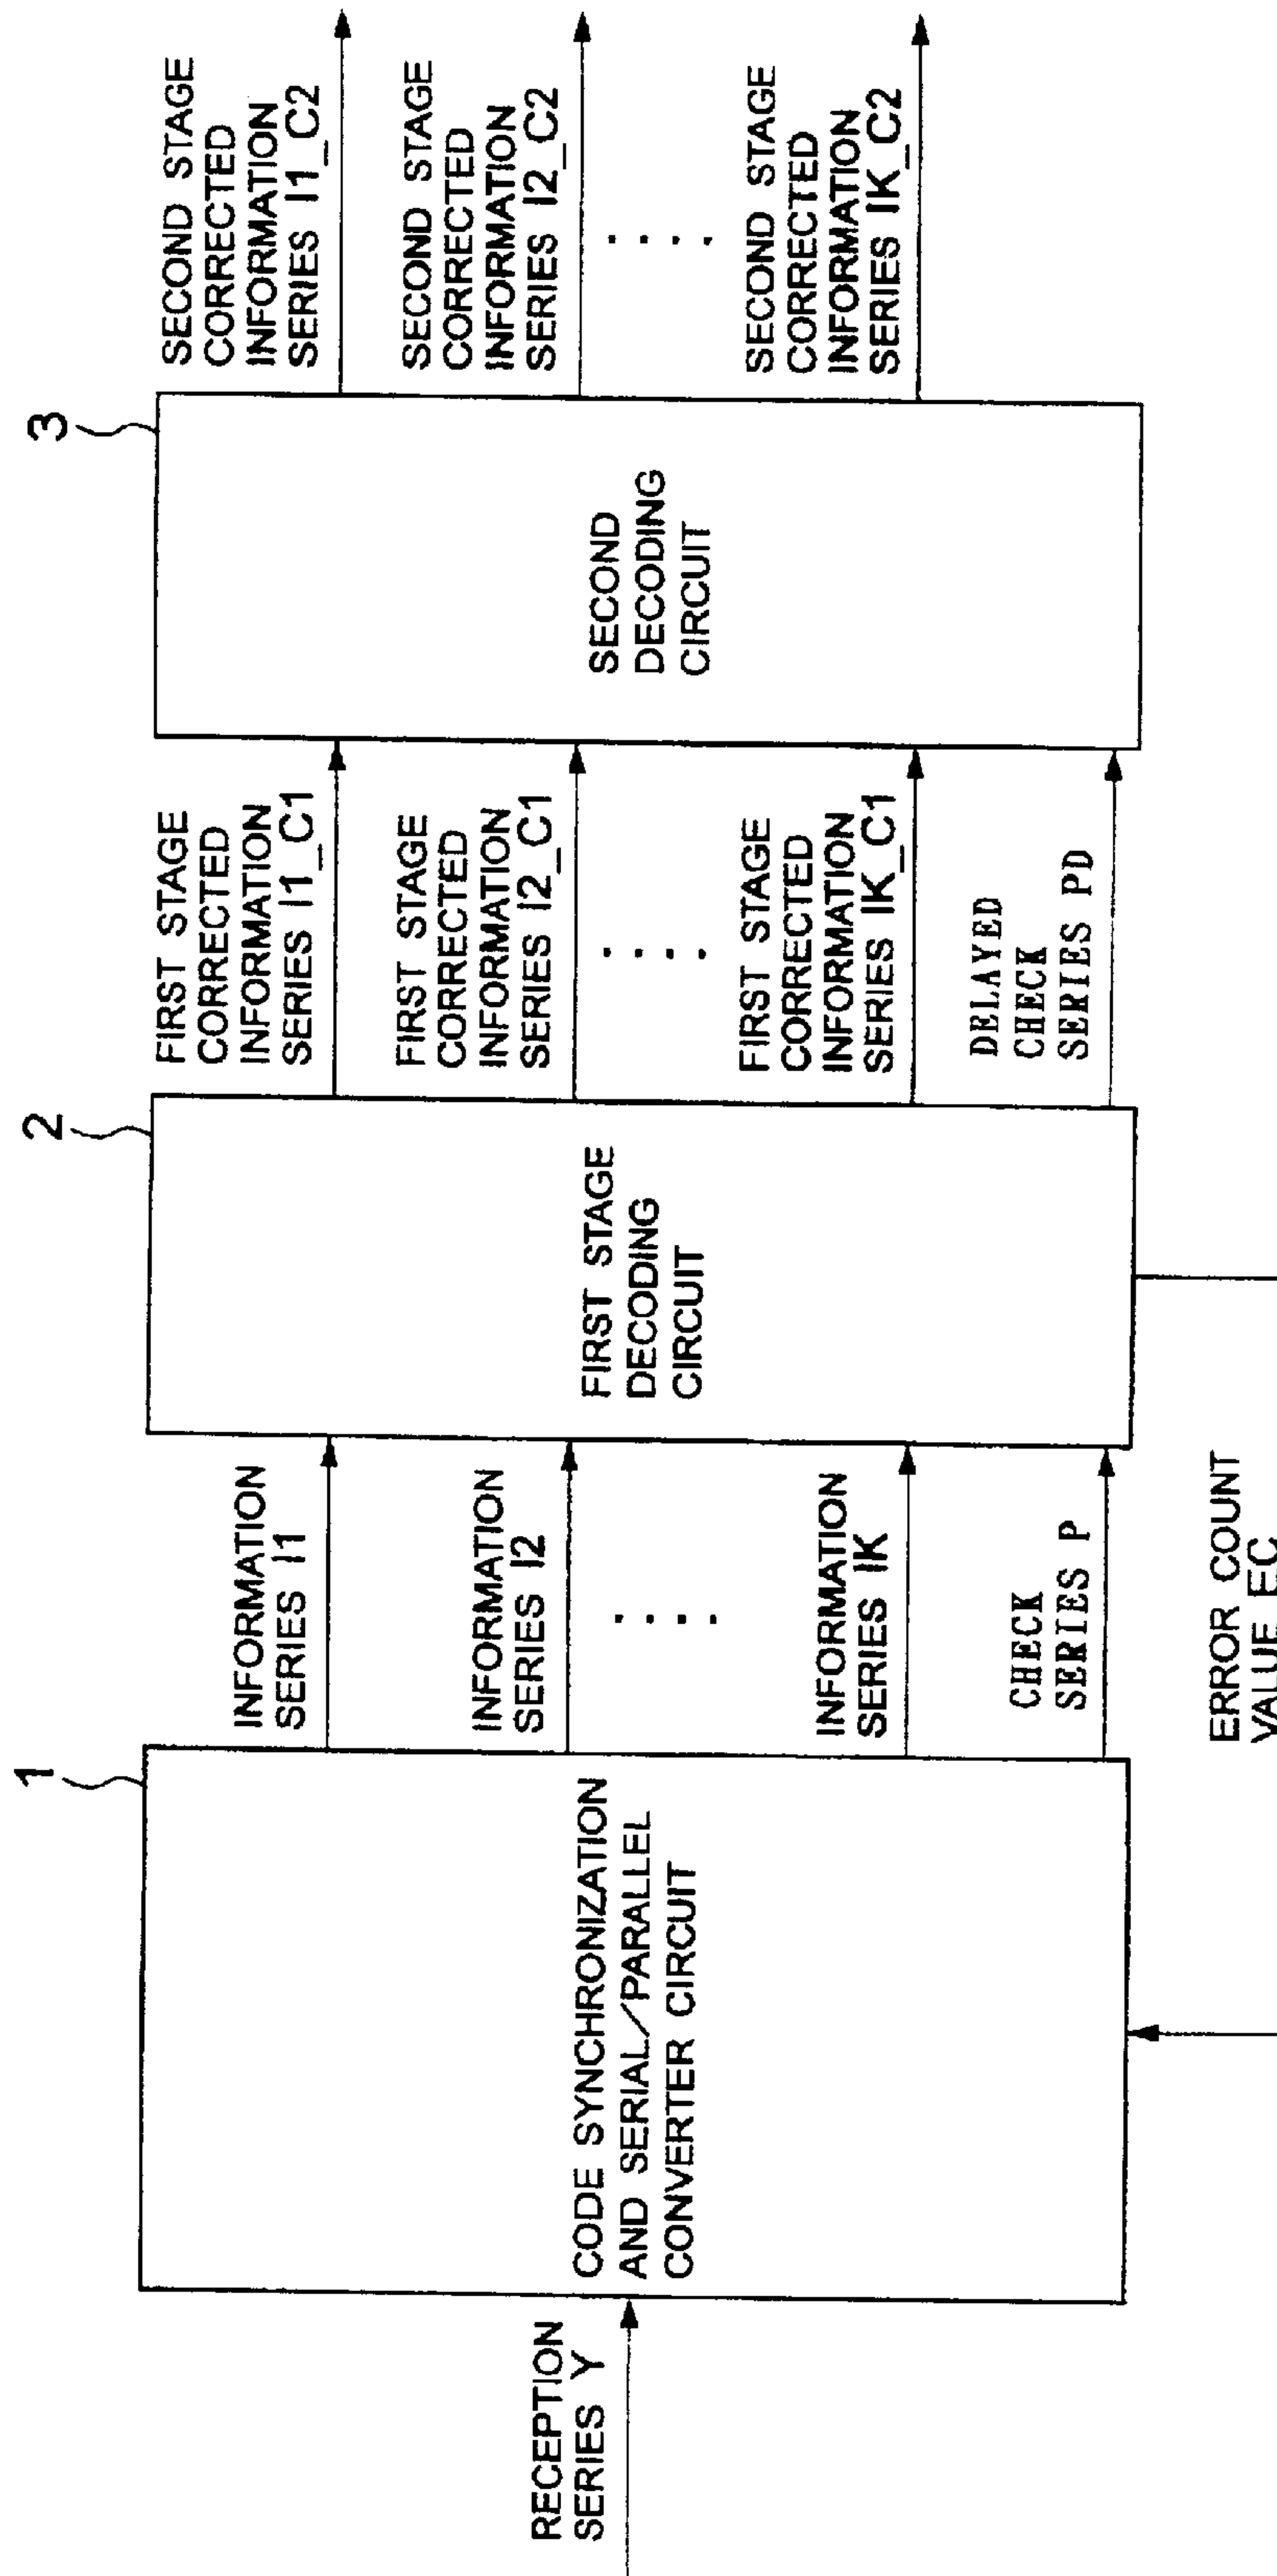 RECEPTION
SERIES Y
1
CODE SYNCHRONIZATION
AND SERIAL/PARALLEL
CONVERTER CIRCUIT
INFORMATION
SERIES I1
INFORMATION
SERIES I2
....
INFORMATION
SERIES IK
CHECK
SERIES P
ERROR COUNT
VALUE EC
2
FIRST STAGE
DECODING
CIRCUIT
FIRST STAGE
CORRECTED
INFORMATION
SERIES I1_C1
FIRST STAGE
CORRECTED
INFORMATION
SERIES I2_C1
....
FIRST STAGE
CORRECTED
INFORMATION
SERIES IK_C1
DELAYED
CHECK
SERIES PD
3
SECOND
DECODING
CIRCUIT
SECOND STAGE
CORRECTED
INFORMATION
SERIES I1_C2
SECOND STAGE
CORRECTED
INFORMATION
SERIES I2_C2
....
SECOND STAGE
CORRECTED
INFORMATION
SERIES IK_C2